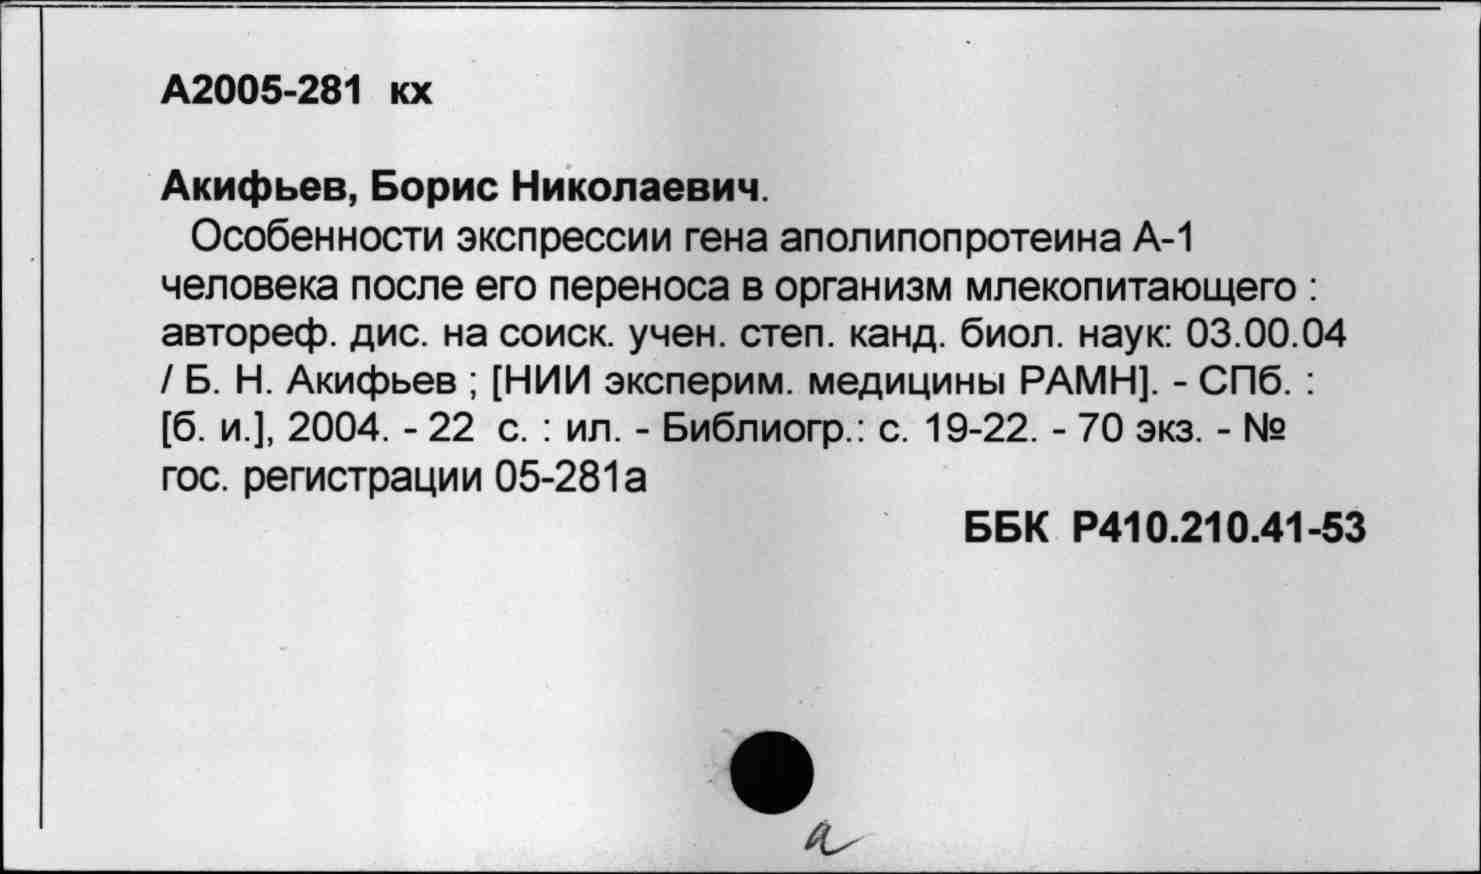 А2005-281 кх
Акифьев, Борис Николаевич.
Особенности экспрессии гена аполипопротеина А-1
человека после его переноса в организм млекопитающего :
автореф. дис. на соиск. учен. степ. канд. биол. наук: 03.00.04
/ Б. Н. Акифьев ; [НИИ эксперим. медицины РАМН]. - СПб. :
[б. и.], 2004. - 22 с. : ил. - Библиогр.: с. 19-22. - 70 экз. - №
гос. регистрации 05-281а
ББК Р410.210.41-53
а